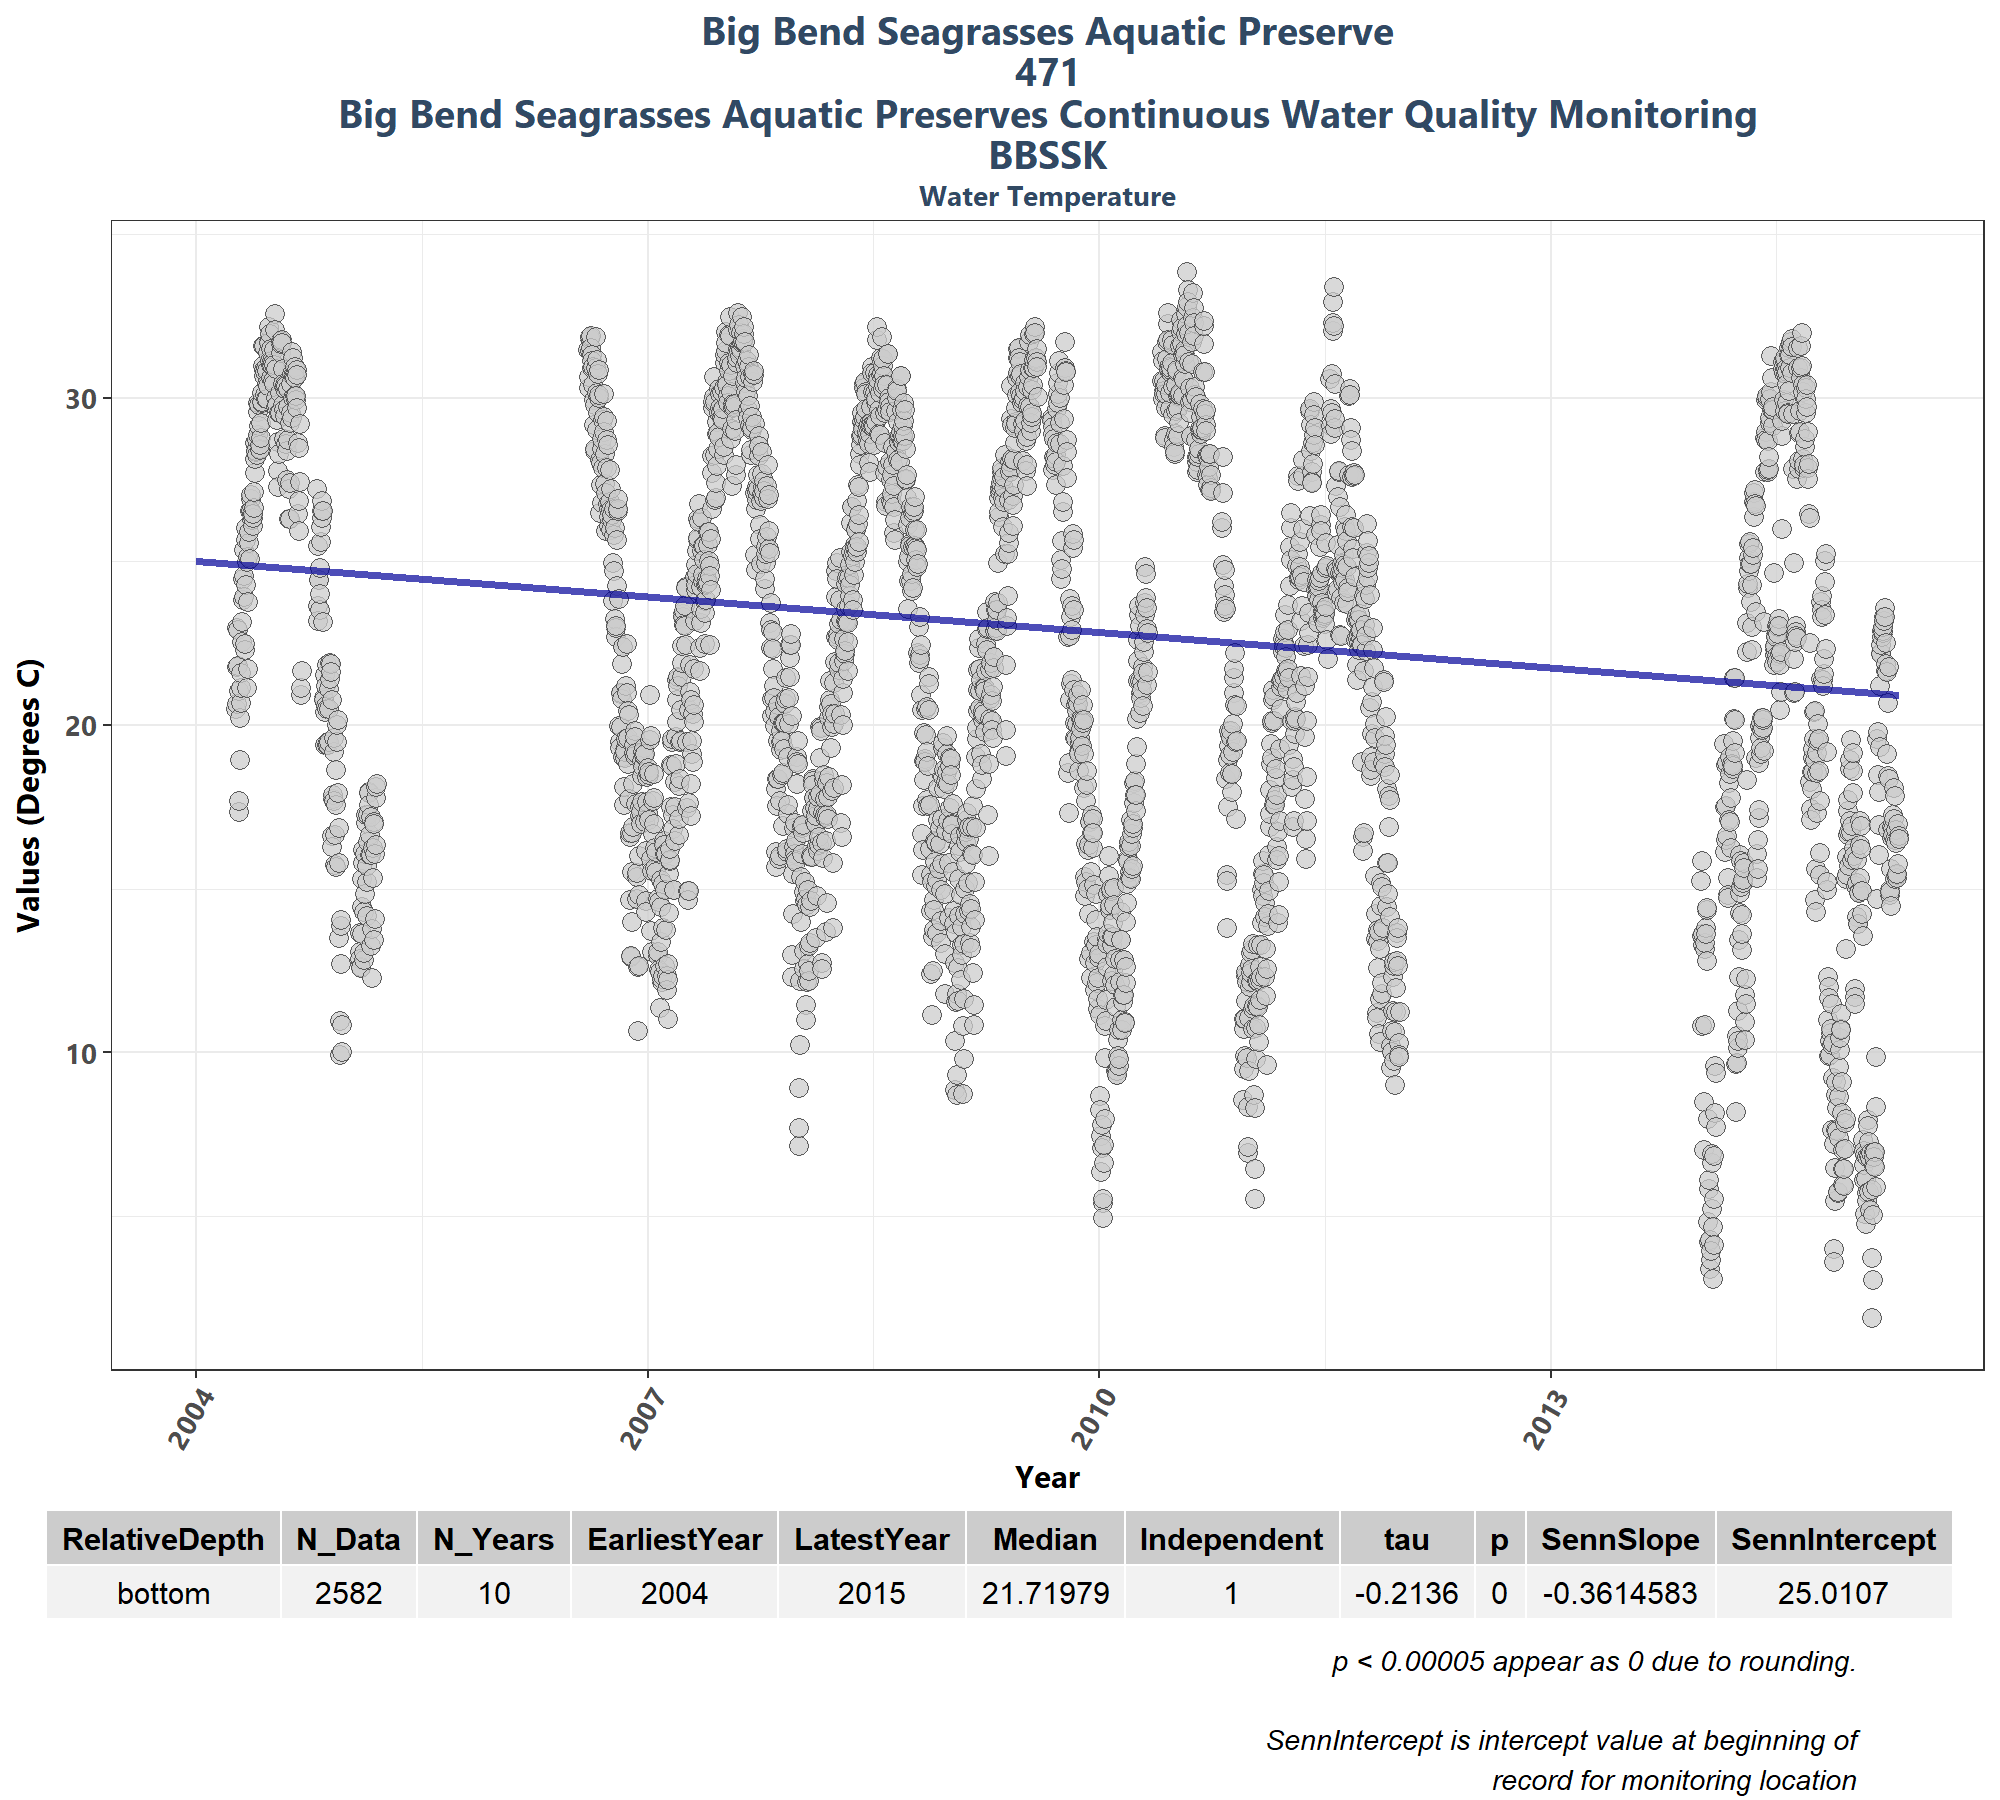 Big Bend Seagrasses Aquatic Preserve
471
Big Bend Seagrasses Aquatic Preserves Continuous Water Quality Monitoring
BBSSK
Water Temperature
Values (Degrees C)
30
20
10
2004
2007
2010
2013
Year
RelativeDepth N_Data N_Years EarliestYear LatestYear Median Independent tau p SennSlope SennIntercept
bottom 2582 10 2004 2015 21.71979 1 -0.2136 0 -0.3614583 25.0107
p < 0.00005 appear as 0 due to rounding.
SennIntercept is intercept value at beginning of
record for monitoring location